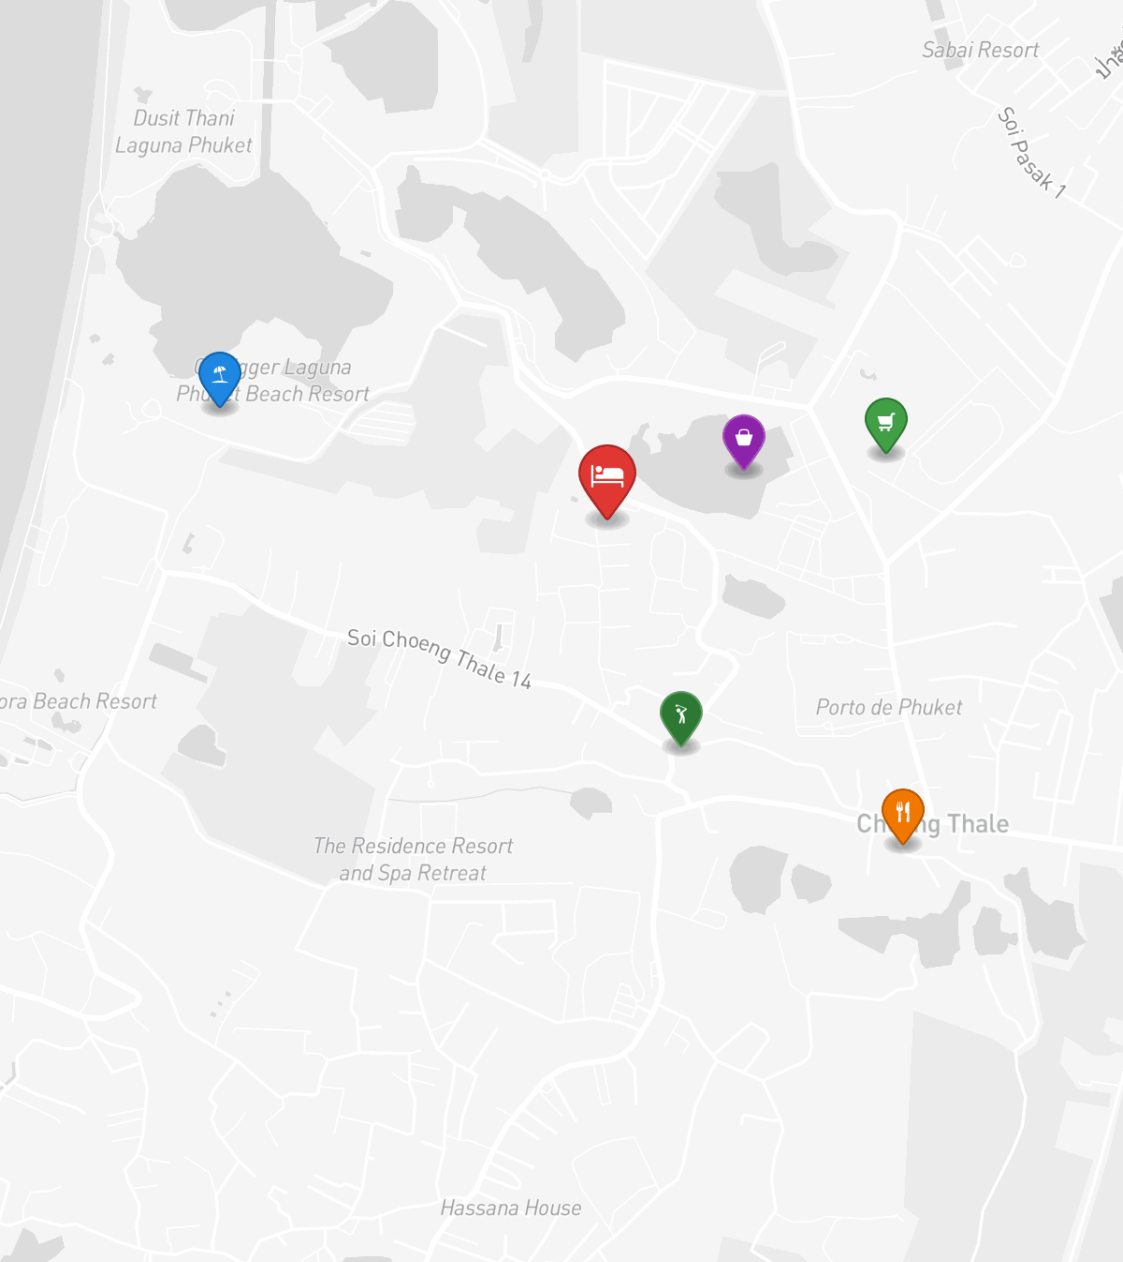 Sabai Resort
Dusit Thani
Laguna Phuket
Soi Pasak 1
Laguna
Beach Resort
Soi Choeng Thale 14
Beach Resort
Porto de Phuket
Thale
The Residence Resort
and Spa Retreat
Hassana House